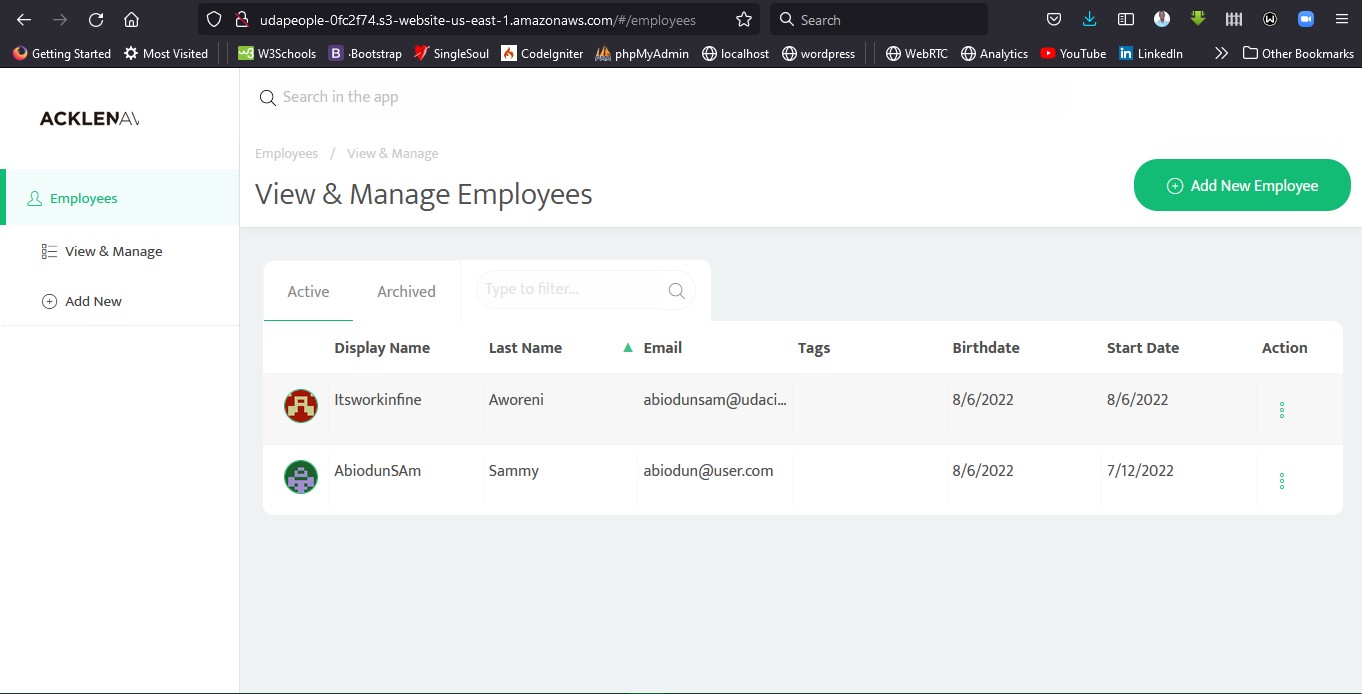 udapeople-0fc2f74.s3-website-us-east-1.amazonaws.com/#/employees Search
Getting Started Most Visited W3Schools B ·Bootstrap SingleSoul CodeIgniter phpMyAdmin localhost wordpress WebRTC Analytics YouTube in LinkedIn Other Bookmarks
ACKLENAV
Search in the app
Employees / View & Manage
View & Manage Employees
Add New Employee
Employees
View & Manage
Add New
Active Archived Type to filter...
Display Name Last Name Email Tags Birthdate Start Date Action
Itsworkinfine Aworeni abiodunsam@udaci... 8/6/2022 8/6/2022
AbiodunSAm Sammy abiodun@user.com 8/6/2022 7/12/2022